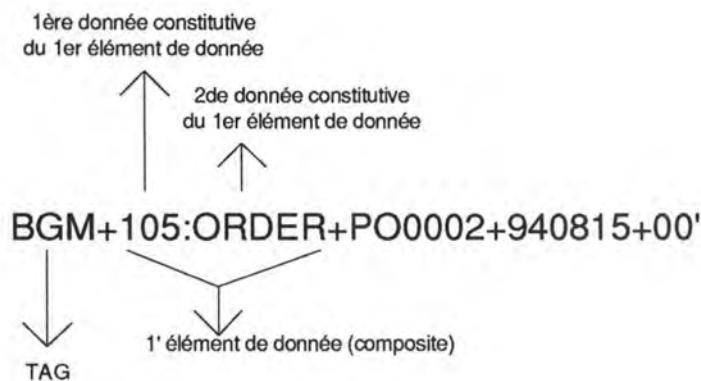 1ère donnée constitutive
du 1er élément de donnée
2de donnée constitutive
du 1er élément de donnée
BGM+105:ORDER+PO0002+940815+00'
1' élément de donnée (composite)
TAG